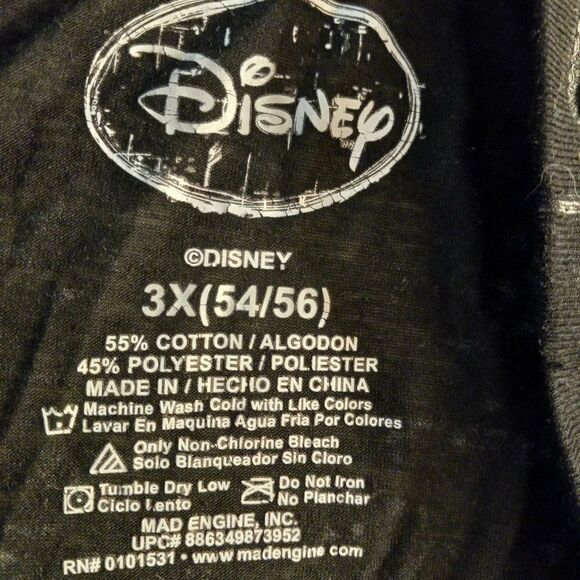 Disney
©DISNEY
3X(54/56)
55% COTTON / ALGODON
45% POLYESTER / POLIESTER
MADE IN / HECHO EN CHINA
Machine Wash Cold with Like Colors
Lavar En Maquina Agua Fria Por Colores
Only Non-Chlorine Bleach
Solo Blanqueador Sin Cloro
Tumble Dry Low
Ciclo Lento
Do Not Iron
No Planchar
MAD ENGINE, INC.
UPC# 886349873952
RN# 0101531 • www.madengine.com